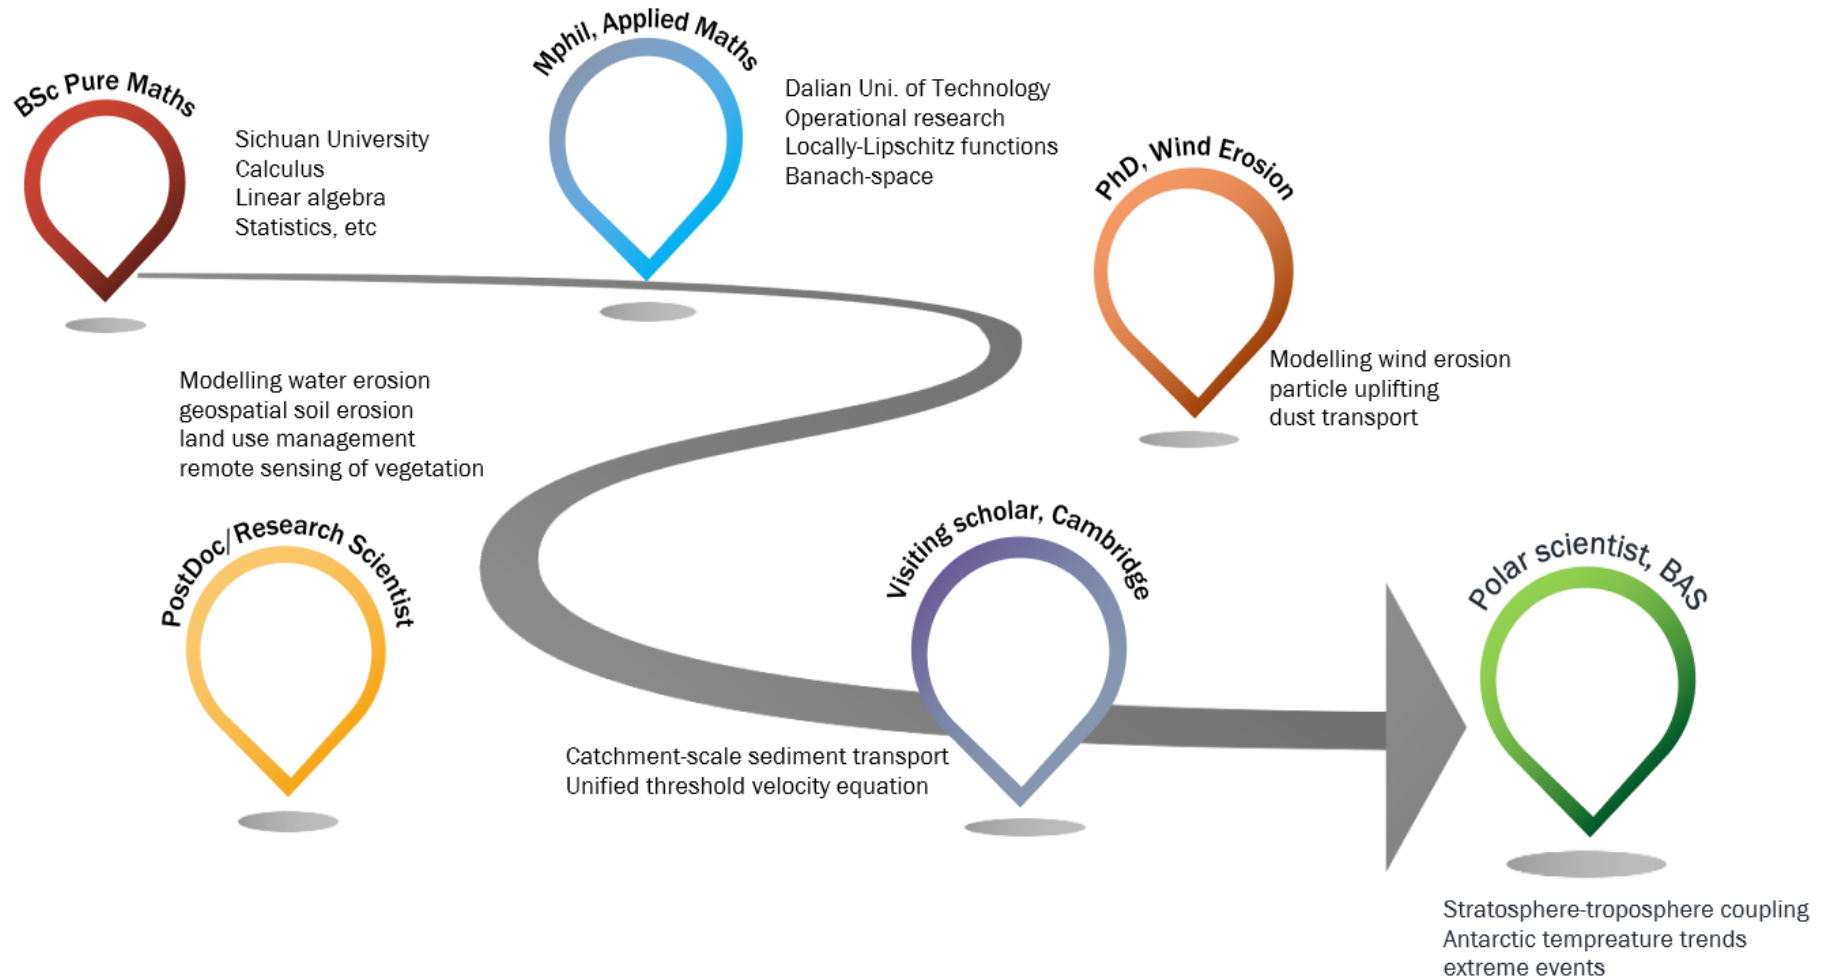 BSc Pure Maths
Sichuan University
Calculus
Linear algebra
Statistics, etc
Mphil, Applied Maths
Dalian Uni. of Technology
Operational research
Locally-Lipschitz functions
Banach-space
PhD, Wind Erosion
Modelling wind erosion
particle uplifting
dust transport
Modelling water erosion
geospatial soil erosion
land use management
remote sensing of vegetation
PostDoc/Research Scientist
Visiting scholar, Cambridge
Catchment-scale sediment transport
Unified threshold velocity equation
Polar scientist, BAS
Stratosphere-troposphere coupling
Antarctic tempreature trends
extreme events